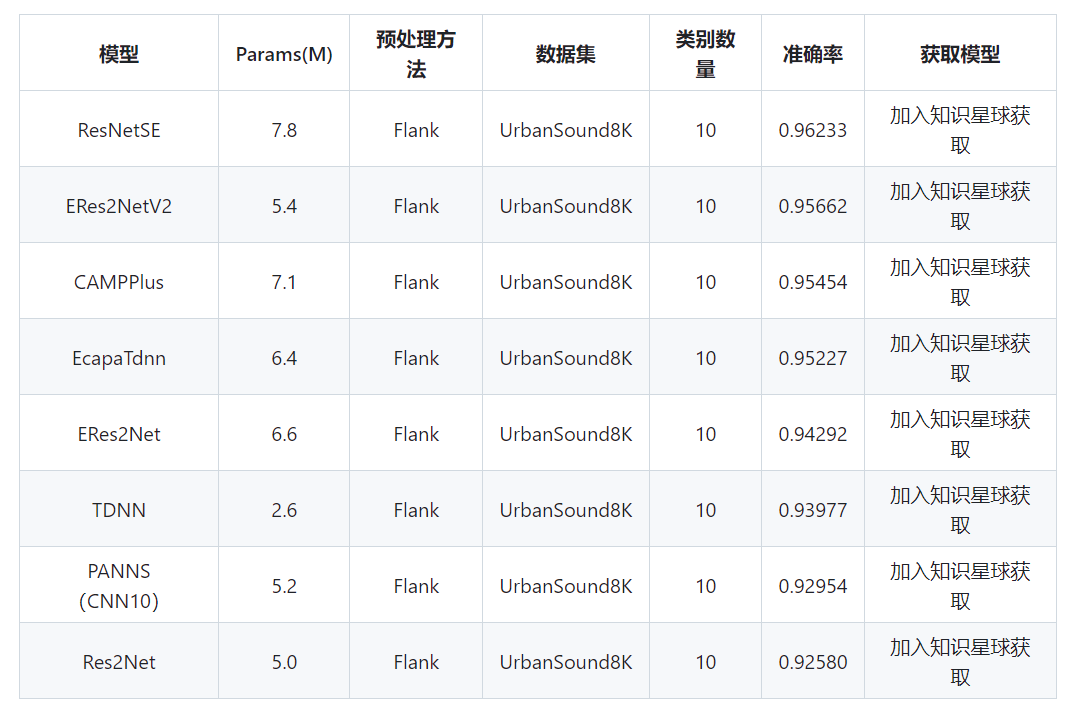 模型 Params(M) 预处理方法 数据集 类别数量 准确率 获取模型
ResNetSE 7.8 Flank UrbanSound8K 10 0.96233 加入知识星球获取
ERes2NetV2 5.4 Flank UrbanSound8K 10 0.95662 加入知识星球获取
CAMPPlus 7.1 Flank UrbanSound8K 10 0.95454 加入知识星球获取
EcapaTdnn 6.4 Flank UrbanSound8K 10 0.95227 加入知识星球获取
ERes2Net 6.6 Flank UrbanSound8K 10 0.94292 加入知识星球获取
TDNN 2.6 Flank UrbanSound8K 10 0.93977 加入知识星球获取
PANNS（CNN10） 5.2 Flank UrbanSound8K 10 0.92954 加入知识星球获取
Res2Net 5.0 Flank UrbanSound8K 10 0.92580 加入知识星球获取